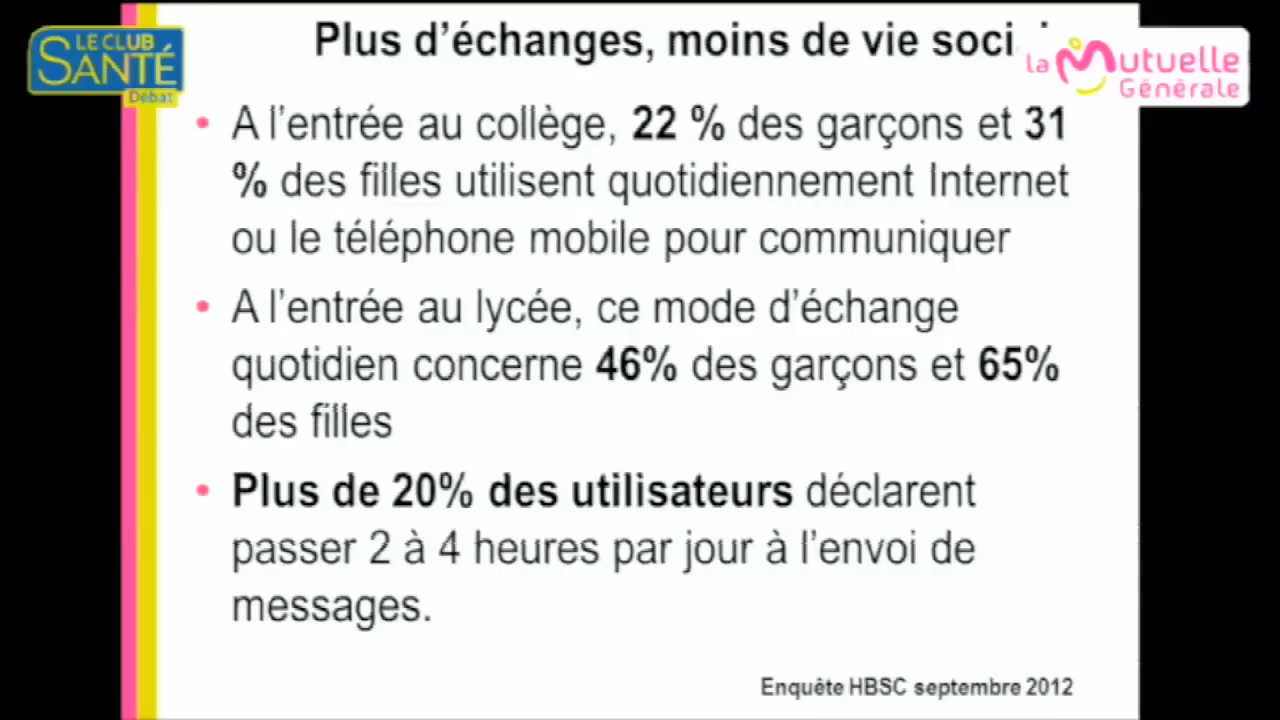 LE CLUB
SANTÉ
Débat
Plus d'échanges, moins de vie
la Mutuelle
Générale
• A l'entrée au collège, 22 % des garçons et 31
% des filles utilisent quotidiennement Internet
ou le téléphone mobile pour communiquer
• A l'entrée au lycée, ce mode d'échange
quotidien concerne 46% des garçons et 65%
des filles
• Plus de 20% des utilisateurs déclarent
passer 2 à 4 heures par jour à l'envoi de
messages.
Enquête HBSC septembre 2012